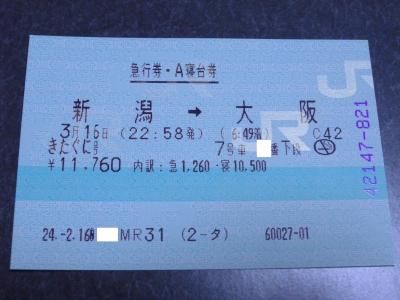 急行券・A寝台券
新潟 → 大阪
3月16日 (22:58発) (6:49着) C42
きたぐに号 7号車 番下段
¥11,760 内訳:急1,260・寝10,500
24.-2.16 MR31 (2-タ) 60027-01
42147-821
JR